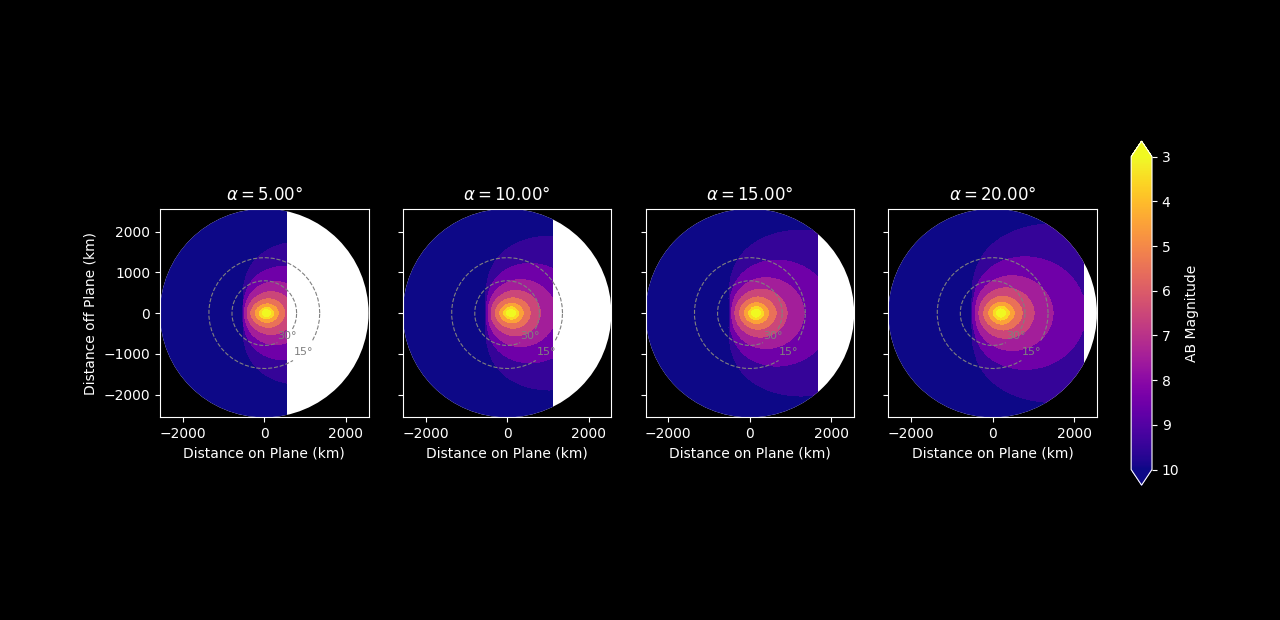 α = 5.00°
α = 10.00°
α = 15.00°
α = 20.00°
Distance off Plane (km)
2000
1000
0
−1000
−2000
30°
15°
30°
15°
30°
15°
30°
15°
−2000 0 2000
−2000 0 2000
−2000 0 2000
−2000 0 2000
Distance on Plane (km)
Distance on Plane (km)
Distance on Plane (km)
Distance on Plane (km)
3
4
5
6
7
8
9
10
AB Magnitude